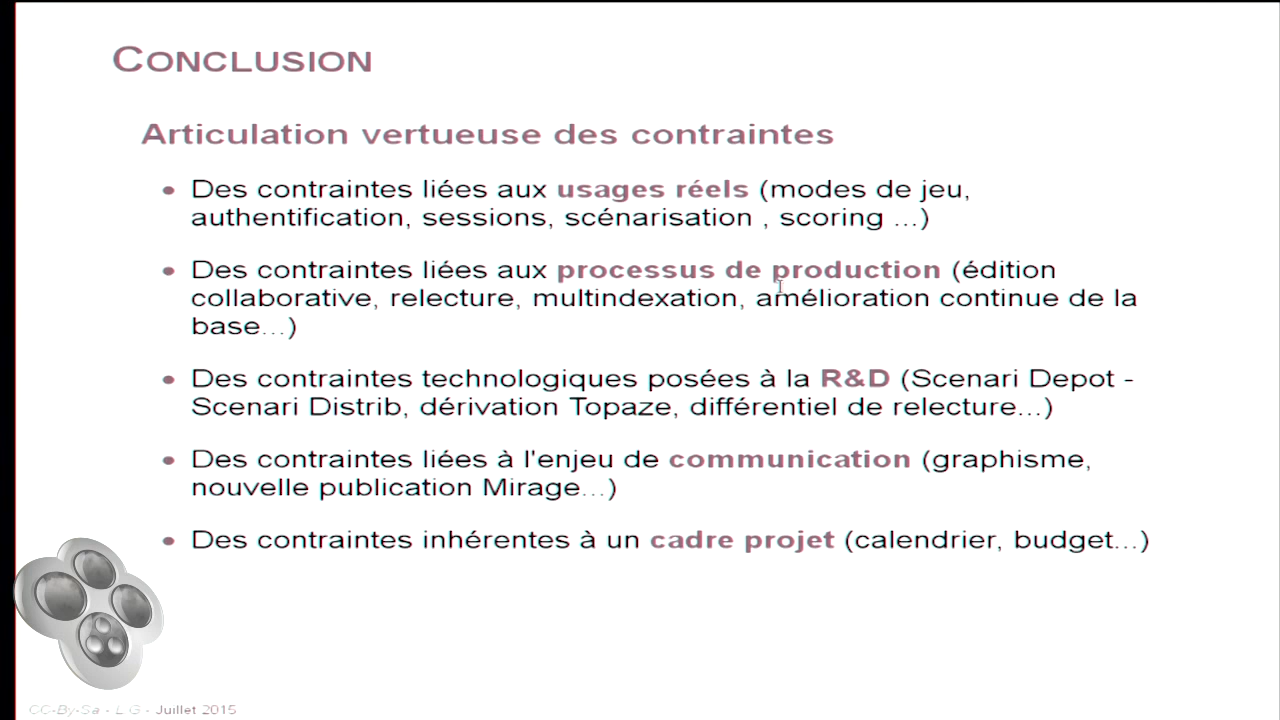 CONCLUSION
Articulation vertueuse des contraintes
• Des contraintes liées aux usages réels (modes de jeu,
authentification, sessions, scénarisation , scoring ...)
• Des contraintes liées aux processus de production (édition
collaborative, relecture, multindexation, amélioration continue de la
base...)
• Des contraintes technologiques posées à la R&D (Scenari Depot -
Scenari Distrib, dérivation Topaze, différentiel de relecture...)
• Des contraintes liées à l'enjeu de communication (graphisme,
nouvelle publication Mirage...)
• Des contraintes inhérentes à un cadre projet (calendrier, budget...)
CC-By-Sa - L G - Juillet 2015